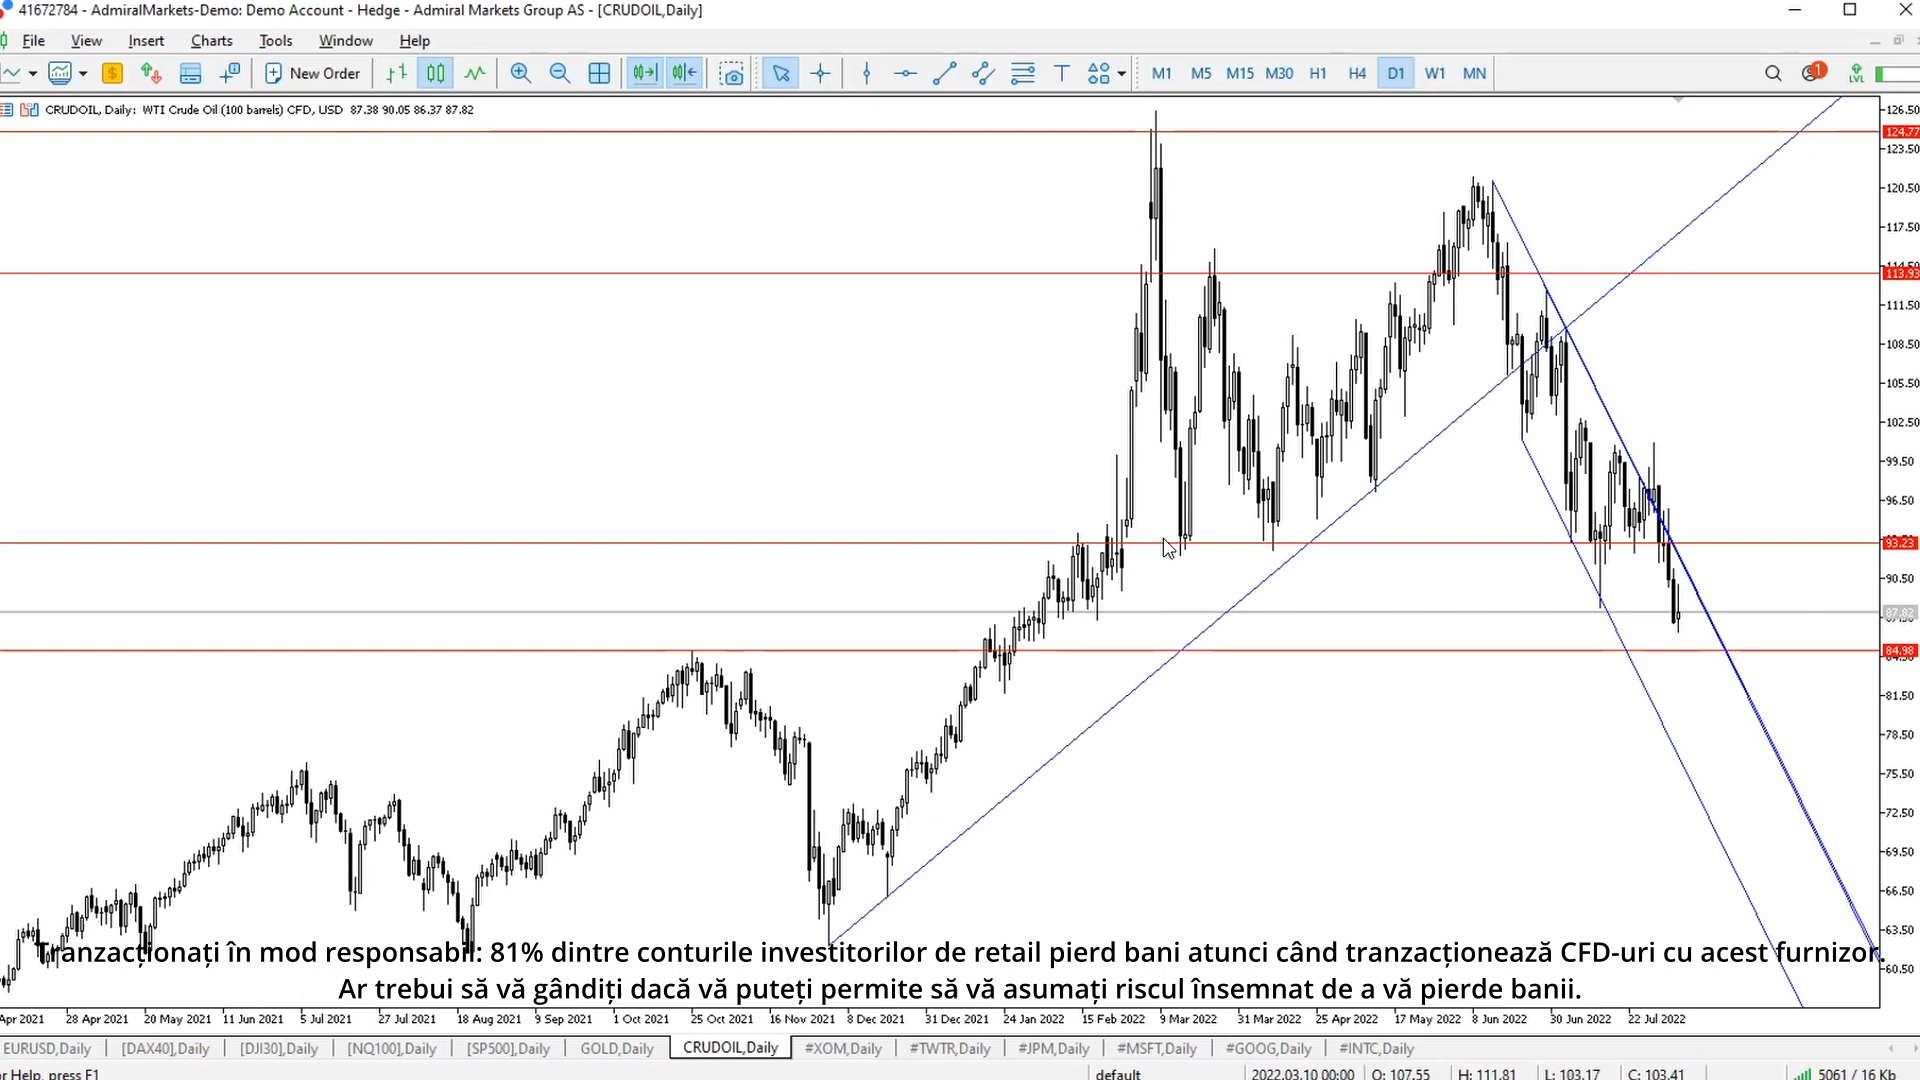 41672784 - AdmiralMarkets-Demo: Demo Account - Hedge - Admiral Markets Group AS - [CRUDOIL,Daily]
File View Insert Charts Tools Window Help
New Order M1 M5 M15 M30 H1 H4 D1 W1 MN 1 LVL
CRUDOIL, Daily: WTI Crude Oil (100 barrels) CFD, USD 87.38 90.05 86.37 87.82
126.50
124.77
123.50
120.50
117.50
113.93
111.50
108.50
105.50
102.50
99.50
96.50
93.23
90.50
87.82
84.98
81.50
78.50
75.50
72.50
69.50
66.50
63.50
60.50
Tranzacționați în mod responsabil: 81% dintre conturile investitorilor de retail pierd bani atunci când tranzacționează CFD-uri cu acest furnizor.
Ar trebui să vă gândiți dacă vă puteți permite să vă asumați riscul însemnat de a vă pierde banii.
Apr 2021 28 Apr 2021 20 May 2021 11 Jun 2021 5 Jul 2021 27 Jul 2021 18 Aug 2021 9 Sep 2021 1 Oct 2021 25 Oct 2021 16 Nov 2021 8 Dec 2021 31 Dec 2021 24 Jan 2022 15 Feb 2022 9 Mar 2022 31 Mar 2022 25 Apr 2022 17 May 2022 8 Jun 2022 30 Jun 2022 22 Jul 2022
EURUSD,Daily [DAX40],Daily [DJI30],Daily [NQ100],Daily [SP500],Daily GOLD,Daily CRUDOIL,Daily #XOM,Daily #TWTR,Daily #JPM,Daily #MSFT,Daily #GOOG,Daily #INTC,Daily
or Help, press F1 default 2022.03.10 00:00 O: 107.55 H: 111.81 L: 103.17 C: 103.41 5061 / 16 Kb